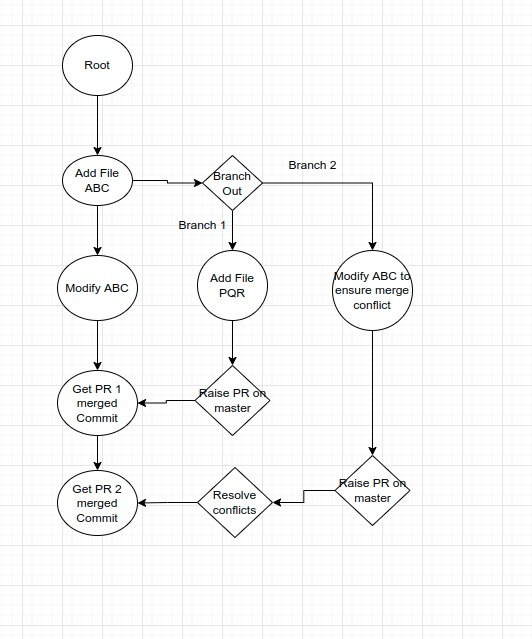 Root
Add File
ABC
Branch
Out
Branch 2
Branch 1
Modify ABC
Add File
PQR
Modify ABC to
ensure merge
conflict
Get PR 1
merged
Commit
Raise PR on
master
Get PR 2
merged
Commit
Resolve
conflicts
Raise PR on
master